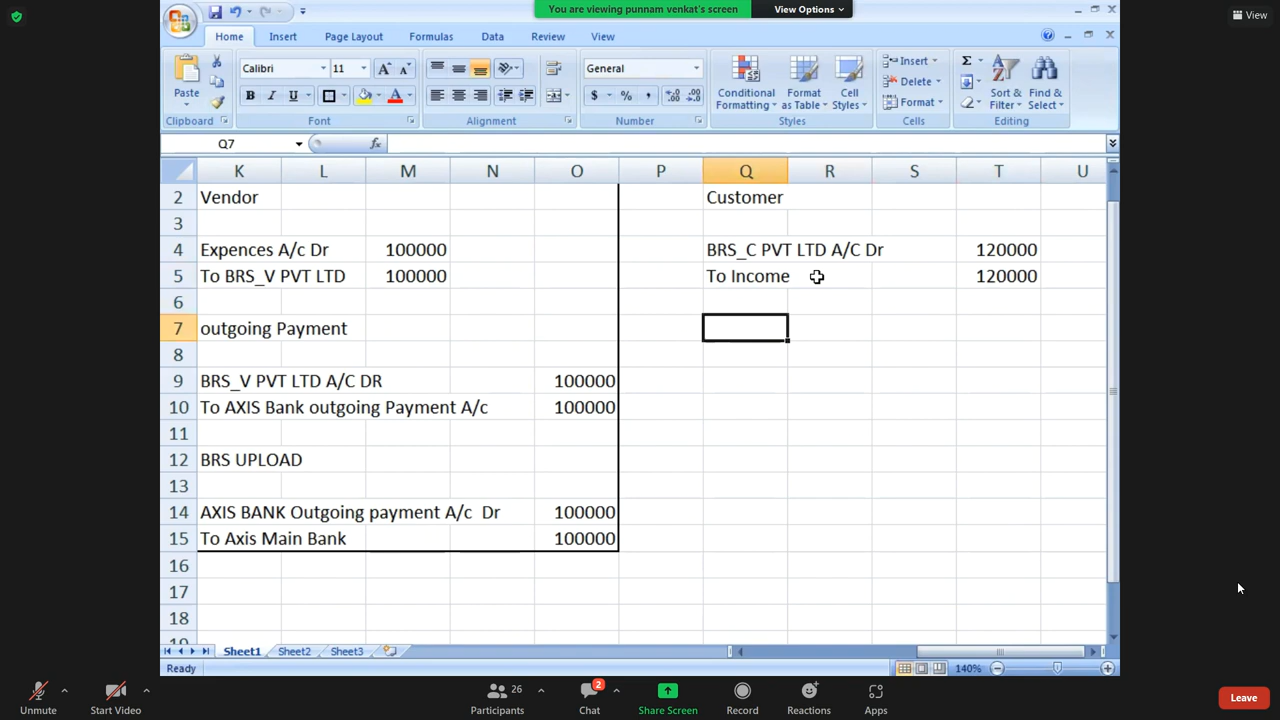 You are viewing punnam venkat's screen
View Options
View
Home Insert Page Layout Formulas Data Review View
Paste
Calibri 11
General
Conditional Formatting
Format as Table
Cell Styles
Insert
Delete
Format
Sort & Filter
Find & Select
B I U
$ % ,
Clipboard Font Alignment Number Styles Cells Editing
Q7 fx
K L M N O P Q R S T U
2 Vendor Customer
3
4 Expences A/c Dr 100000 BRS_C PVT LTD A/C Dr 120000
5 To BRS_V PVT LTD 100000 To Income 120000
6
7 outgoing Payment
8
9 BRS_V PVT LTD A/C DR 100000
10 To AXIS Bank outgoing Payment A/c 100000
11
12 BRS UPLOAD
13
14 AXIS BANK Outgoing payment A/c Dr 100000
15 To Axis Main Bank 100000
16
17
18
19
Sheet1 Sheet2 Sheet3
Ready 140%
Unmute Start Video 26 Participants 2 Chat Share Screen Record Reactions Apps Leave